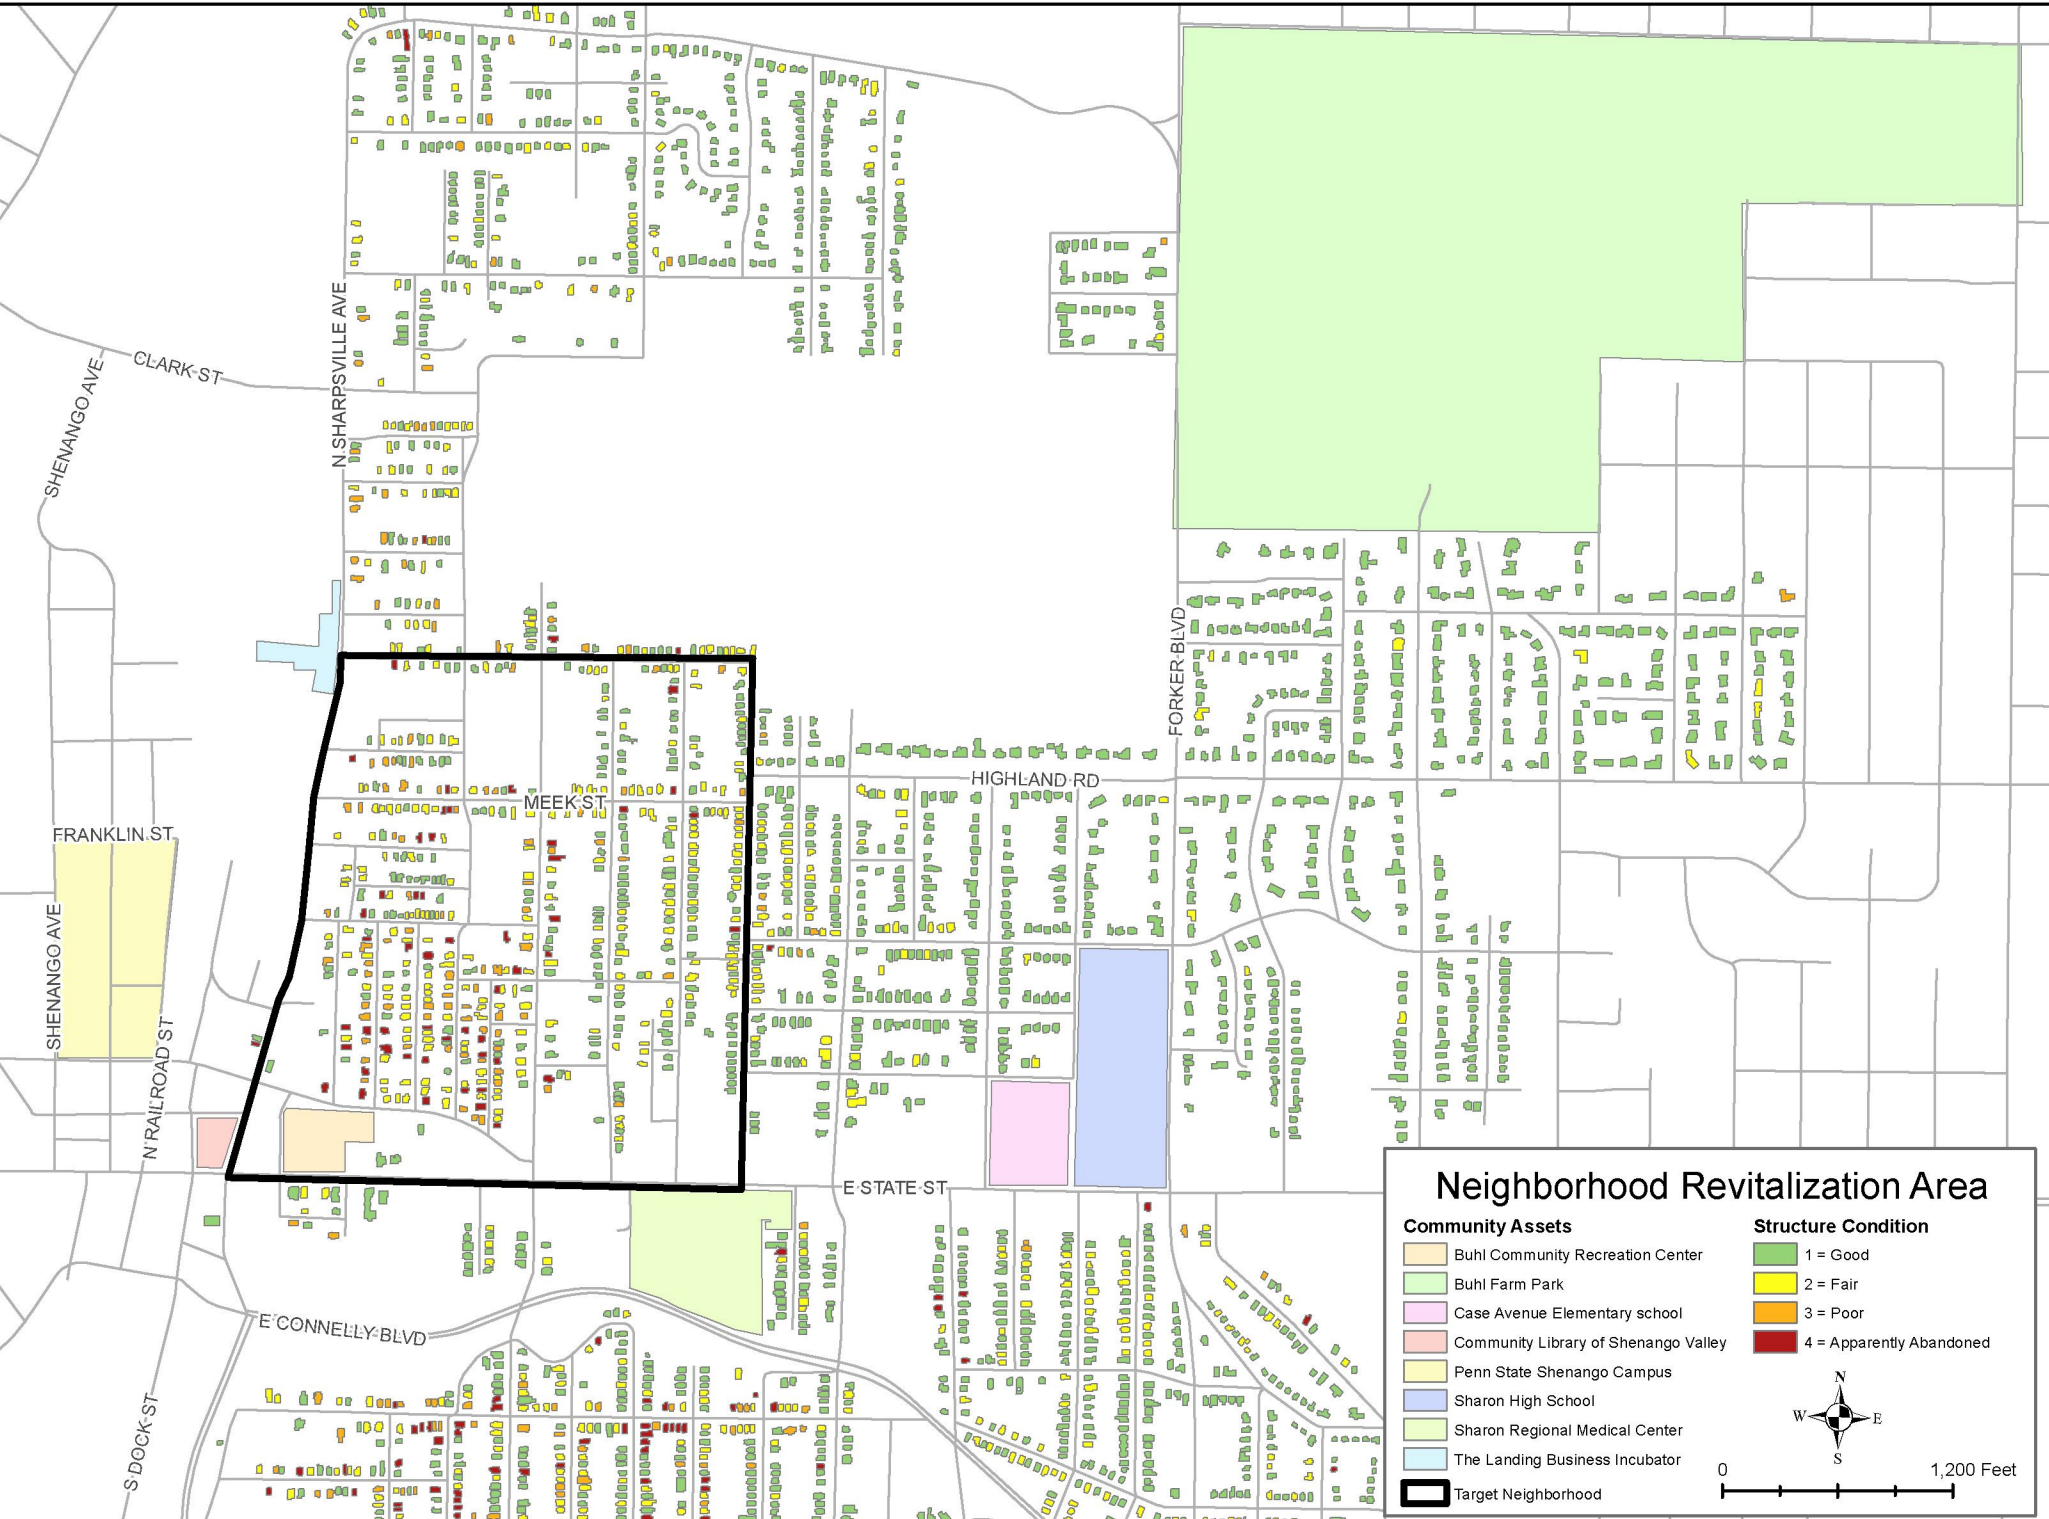 N SHARPSVILLE AVE
CLARK ST
SHENANGO AVE
FORKER BLVD
HIGHLAND RD
MEEK ST
FRANKLIN ST
SHENANGO AVE
N RAILROAD ST
E STATE ST
E CONNELLY BLVD
S DOCK ST
Neighborhood Revitalization Area
Community Assets
Buhl Community Recreation Center
Buhl Farm Park
Case Avenue Elementary school
Community Library of Shenango Valley
Penn State Shenango Campus
Sharon High School
Sharon Regional Medical Center
The Landing Business Incubator
Target Neighborhood
Structure Condition
1 = Good
2 = Fair
3 = Poor
4 = Apparently Abandoned
N
W E
S
0 1,200 Feet